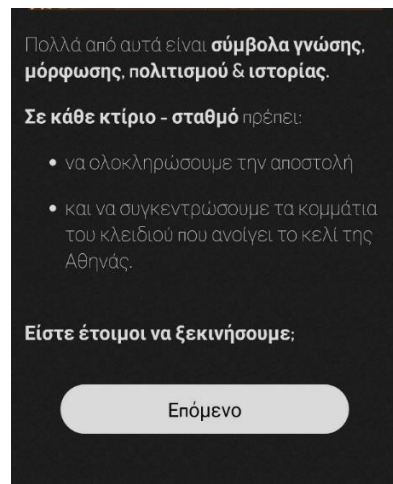 Πολλά από αυτά είναι σύμβολα γνώσης,
μόρφωσης, πολιτισμού & ιστορίας.
Σε κάθε κτίριο - σταθμό πρέπει:
• να ολοκληρώσουμε την αποστολή
• και να συγκεντρώσουμε τα κομμάτια
του κλειδιού που ανοίγει το κελί της
Αθηνάς.
Είστε έτοιμοι να ξεκινήσουμε;
Επόμενο